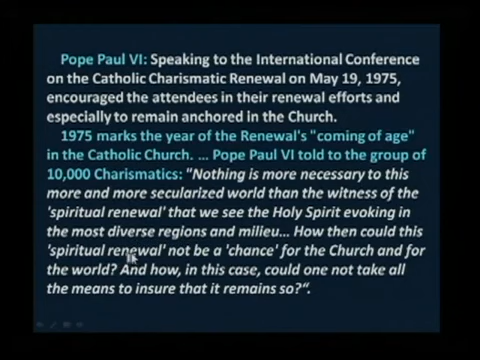 Pope Paul VI: Speaking to the International Conference
on the Catholic Charismatic Renewal on May 19, 1975,
encouraged the attendees in their renewal efforts and
especially to remain anchored in the Church.
1975 marks the year of the Renewal's "coming of age"
in the Catholic Church. ... Pope Paul VI told to the group of
10,000 Charismatics: "Nothing is more necessary to this
more and more secularized world than the witness of the
'spiritual renewal' that we see the Holy Spirit evoking in
the most diverse regions and milieu... How then could this
'spiritual renewal' not be a 'chance' for the Church and for
the world? And how, in this case, could one not take all
the means to insure that it remains so?“.